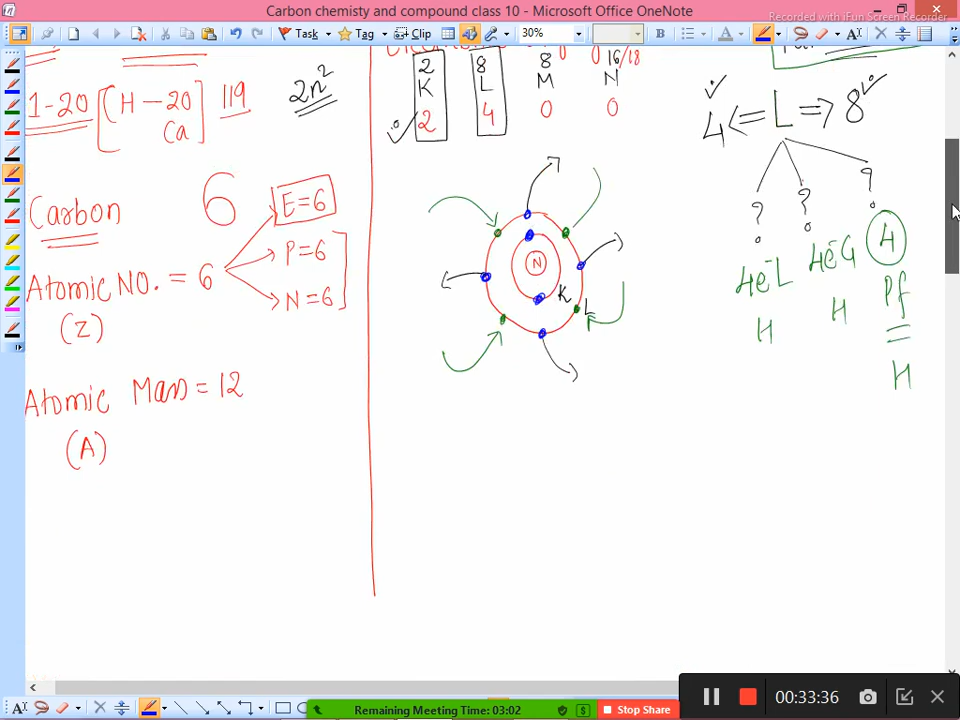 Carbon chemisty and compound class 10 - Microsoft Office OneNote
Recorded with iFun Screen Recorder
30%
Task
Tag
Clip
1-20 [H - 20 Ca] 119 2n²
2 8 8 16/18
K L M N
2 4 0 0
4 <= L => 8
? ? ?
4e⁻L 4e⁻G 4
H H Pf
H
Carbon 6
E=6
P=6
N=6
Atomic NO. = 6
(Z)
Atomic Mass = 12
(A)
N
K
L
Remaining Meeting Time: 03:02
Stop Share
00:33:36